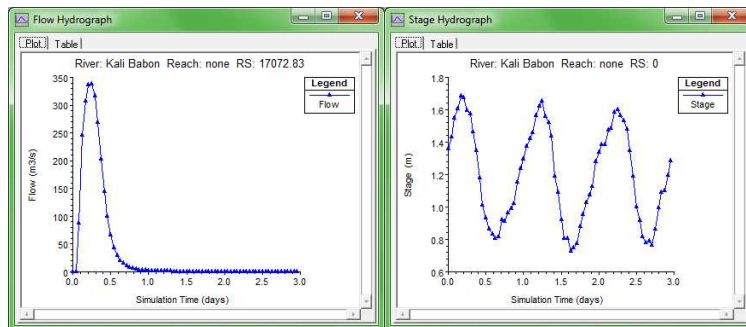 Flow Hydrograph
Plot Table
River: Kali Babon Reach: none RS: 17072.83
Legend
Flow
Flow (m3/s)
350
300
250
200
150
100
50
0
0.0 0.5 1.0 1.5 2.0 2.5 3.0
Simulation Time (days)
Stage Hydrograph
Plot Table
River: Kali Babon Reach: none RS: 0
Legend
Stage
Stage (m)
1.8
1.6
1.4
1.2
1.0
0.8
0.6
0.0 0.5 1.0 1.5 2.0 2.5 3.0
Simulation Time (days)